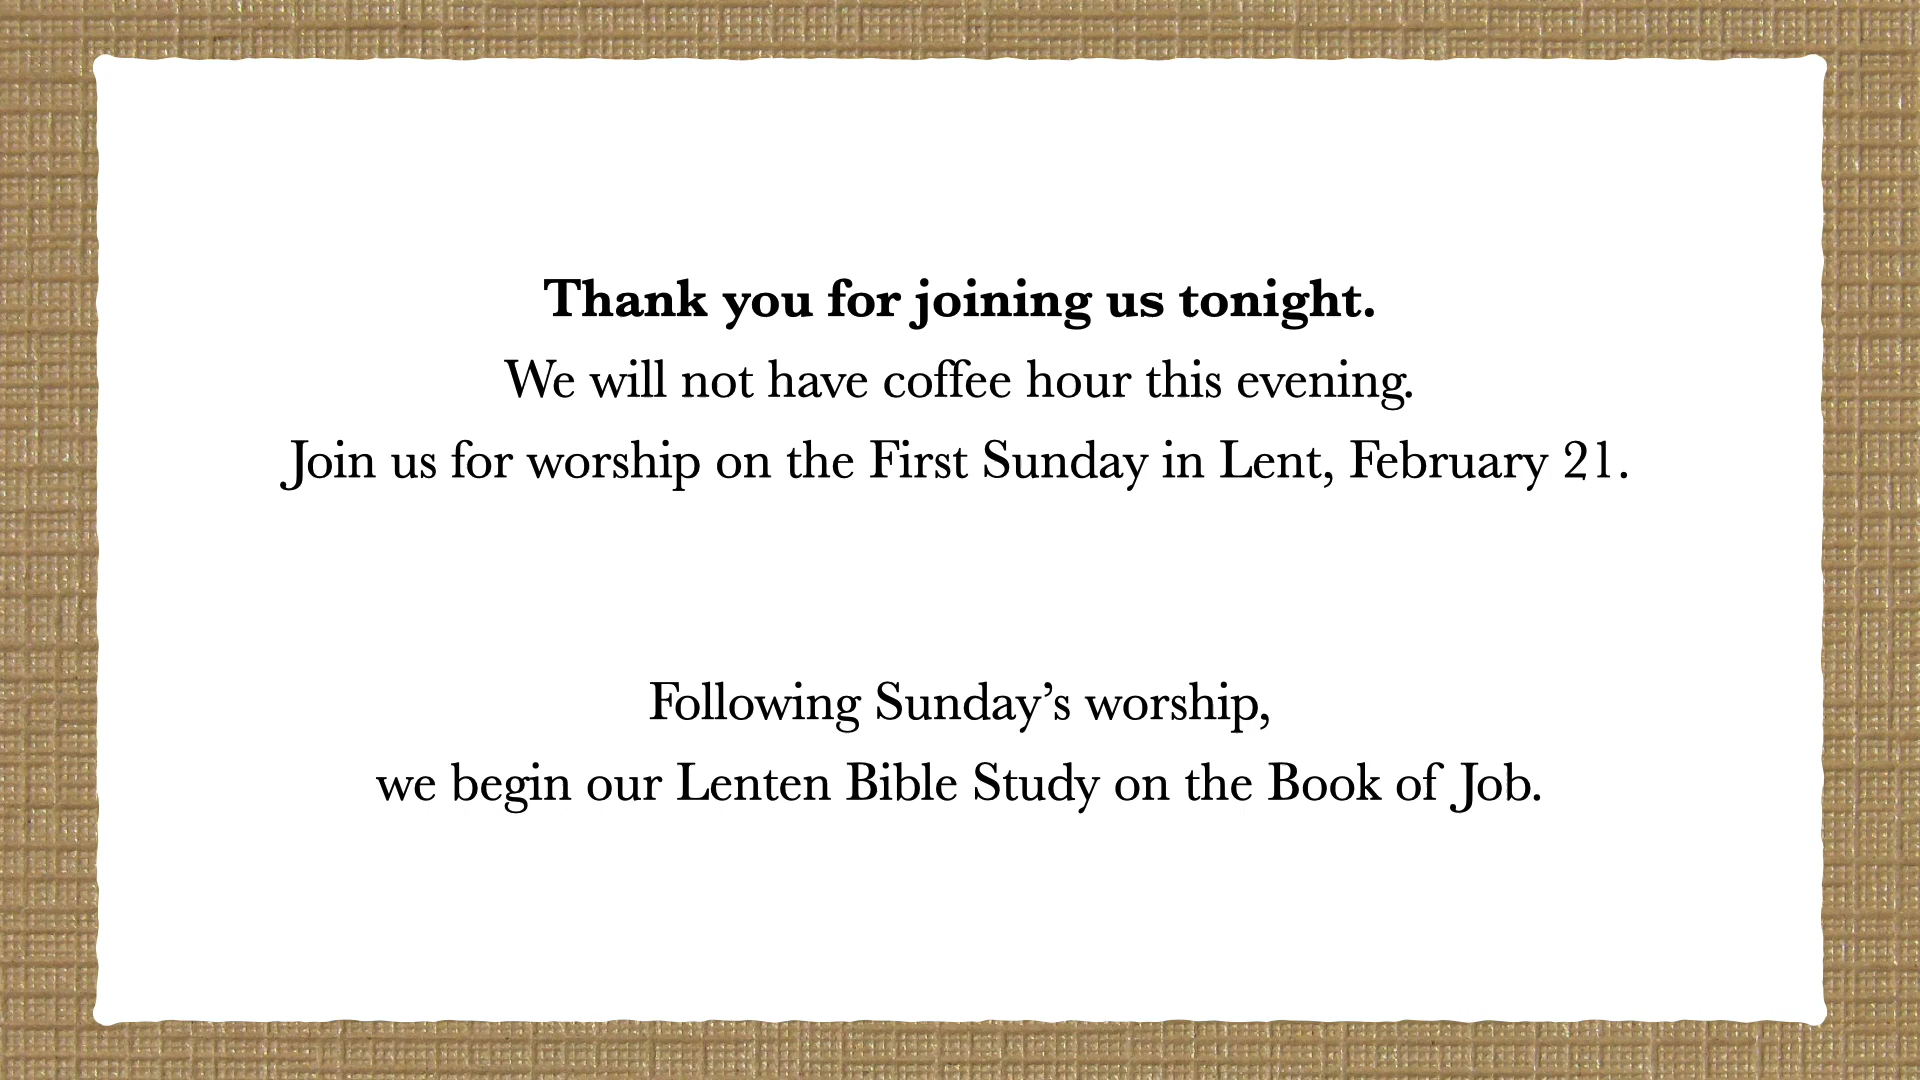 Thank you for joining us tonight.
We will not have coffee hour this evening.
Join us for worship on the First Sunday in Lent, February 21.
Following Sunday’s worship,
we begin our Lenten Bible Study on the Book of Job.